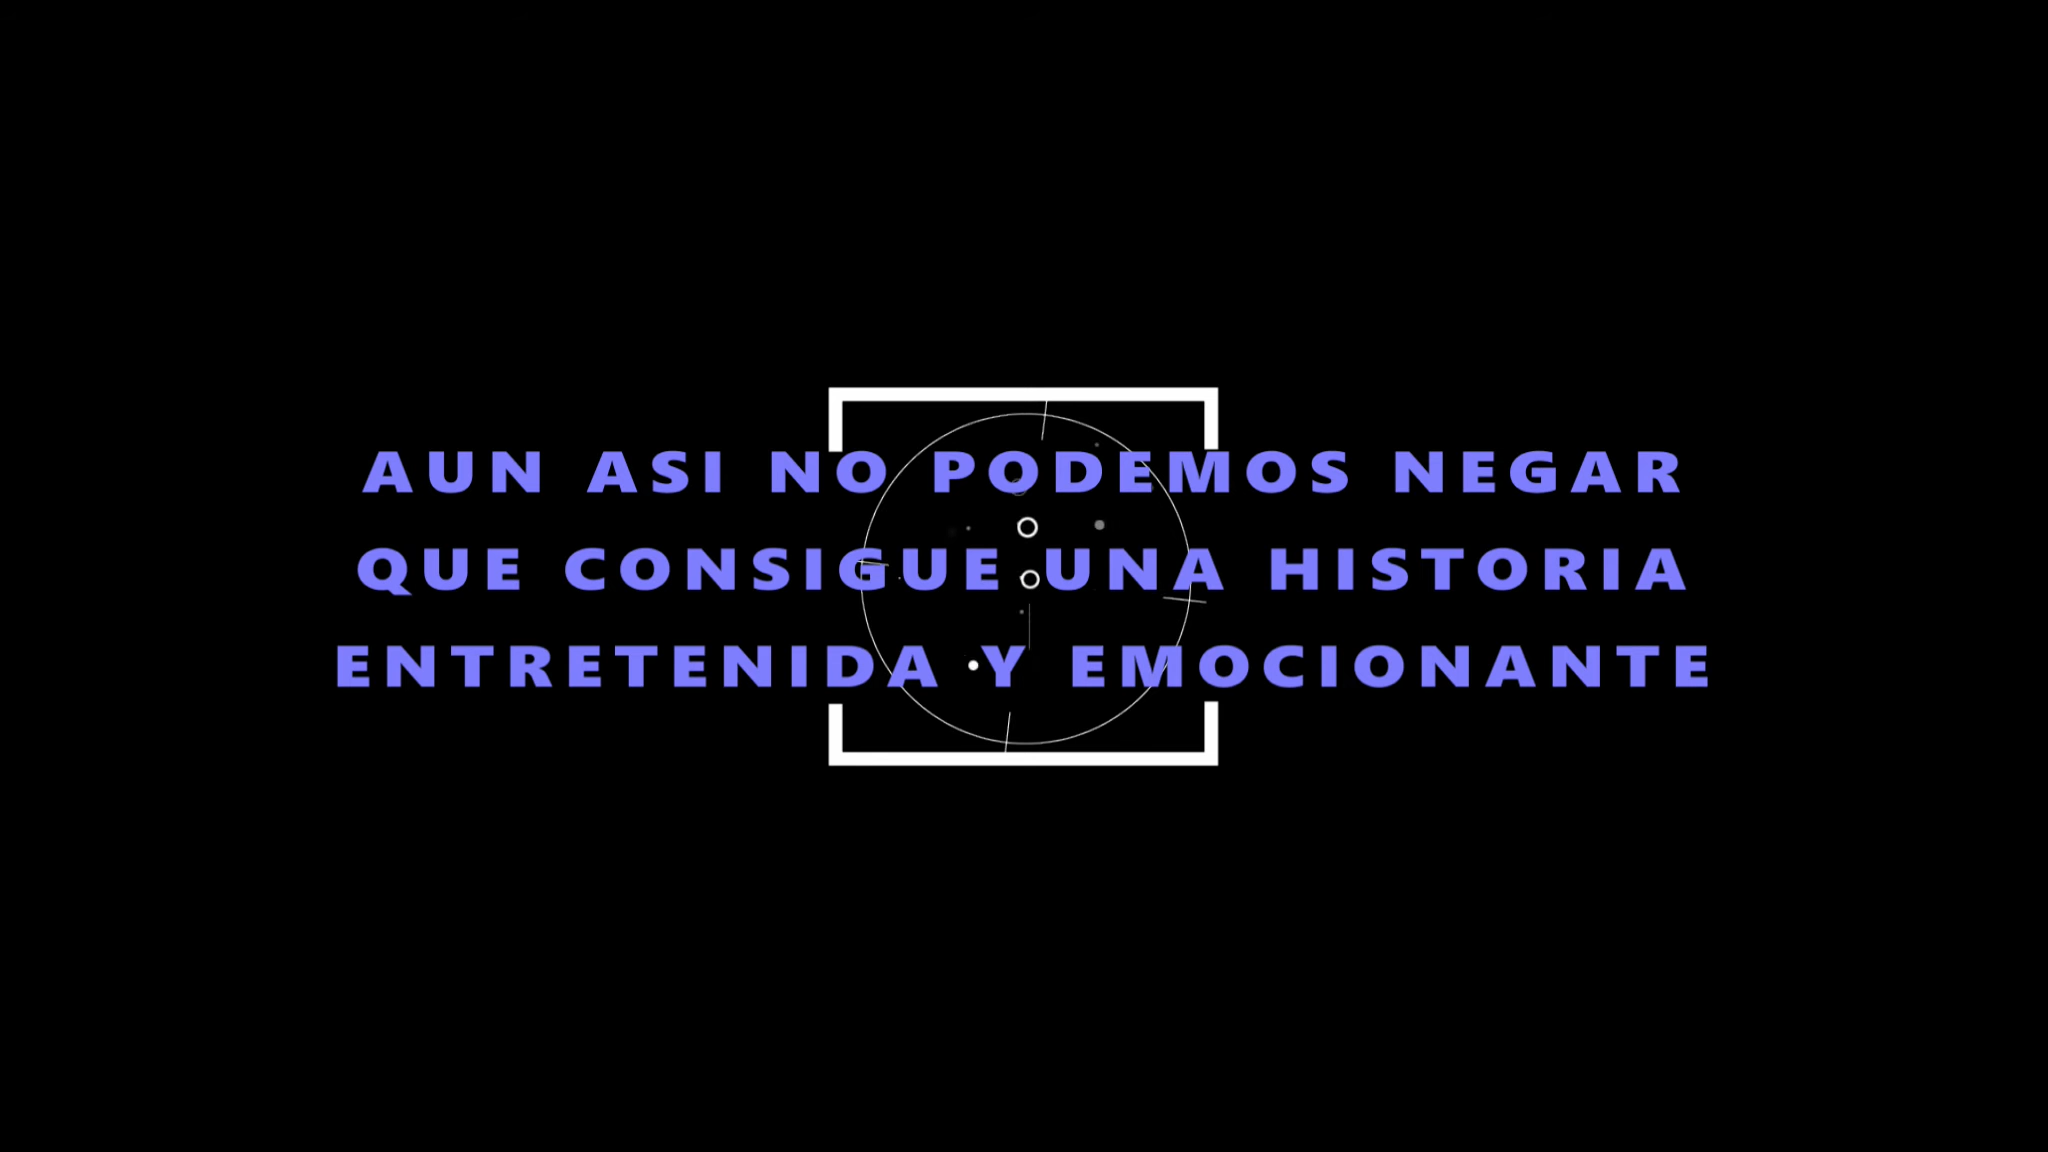 AUN ASI NO PODEMOS NEGAR
QUE CONSIGUE UNA HISTORIA
ENTRETENIDA Y EMOCIONANTE